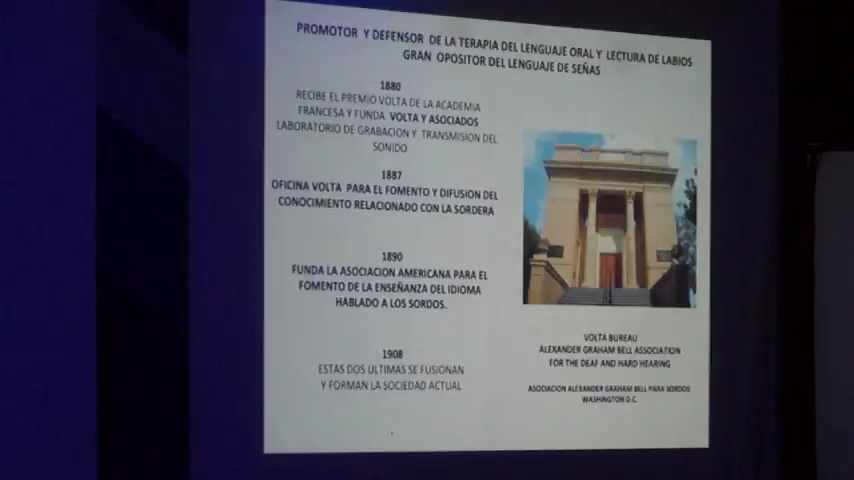 PROMOTOR Y DEFENSOR DE LA TERAPIA DEL LENGUAJE ORAL Y LECTURA DE LABIOS
GRAN OPOSITOR DEL LENGUAJE DE SEÑAS
1880
RECIBE EL PREMIO VOLTA DE LA ACADEMIA
FRANCESA Y FUNDA VOLTA Y ASOCIADOS
LABORATORIO DE GRABACION Y TRANSMISION DEL
SONIDO
1887
OFICINA VOLTA PARA EL FOMENTO Y DIFUSION DEL
CONOCIMIENTO RELACIONADO CON LA SORDERA
1890
FUNDA LA ASOCIACION AMERICANA PARA EL
FOMENTO DE LA ENSEÑANZA DEL IDIOMA
HABLADO A LOS SORDOS.
1908
ESTAS DOS ULTIMAS SE FUSIONAN
Y FORMAN LA SOCIEDAD ACTUAL
VOLTA BUREAU
ALEXANDER GRAHAM BELL ASSOCIATION
FOR THE DEAF AND HARD HEARING
ASOCIACION ALEXANDER GRAHAM BELL PARA SORDOS
WASHINGTON D.C.